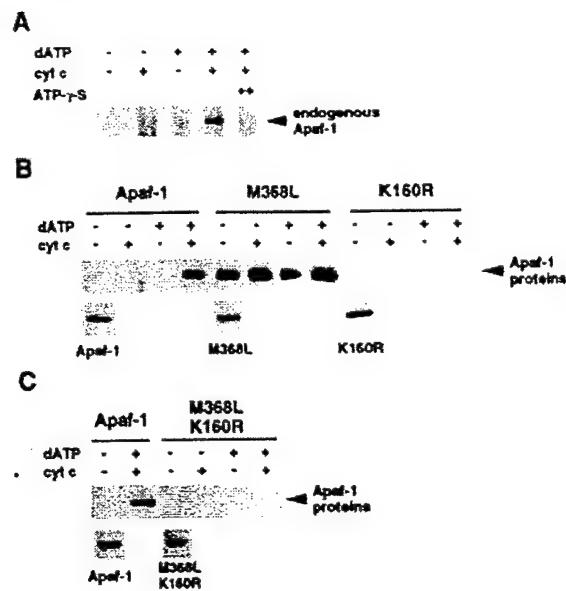 A
dATP - - + + +
cyt c - + - + +
ATP-γ-S ++
endogenous
Apaf-1
B
Apaf-1 M368L K160R
dATP - - + + - - + + - - + +
cyt c - + - + - + - + - + - +
Apaf-1
proteins
Apaf-1 M368L K160R
C
Apaf-1 M368L
K160R
dATP - + - - + +
cyt c - + - + - +
Apaf-1
proteins
Apaf-1 M368L
K160R